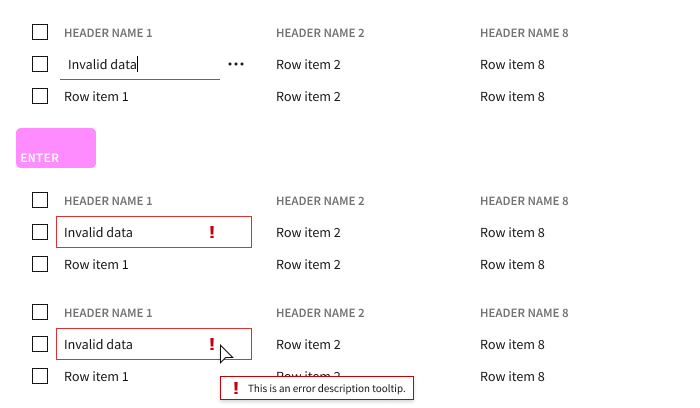 HEADER NAME 1 HEADER NAME 2 HEADER NAME 8
Invalid data Row item 2 Row item 8
Row item 1 Row item 2 Row item 8
ENTER
HEADER NAME 1 HEADER NAME 2 HEADER NAME 8
Invalid data ! Row item 2 Row item 8
Row item 1 Row item 2 Row item 8
HEADER NAME 1 HEADER NAME 2 HEADER NAME 8
Invalid data ! Row item 2 Row item 8
Row item 1 Row item 2 Row item 8
! This is an error description tooltip.